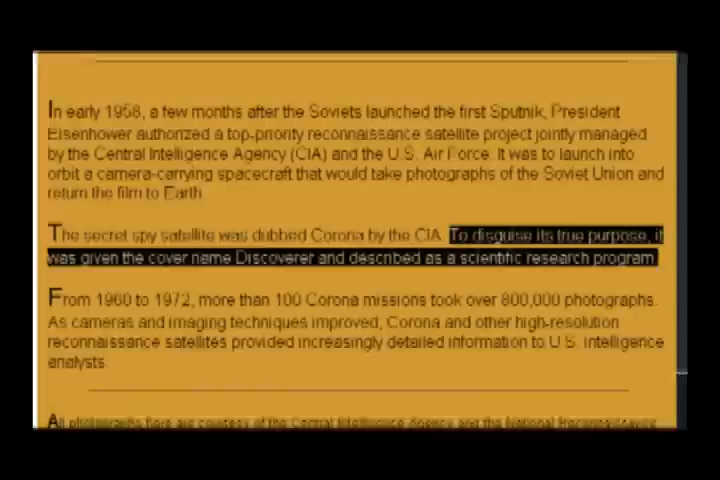 In early 1958, a few months after the Soviets launched the first Sputnik, President
Eisenhower authorized a top-priority reconnaissance satellite project jointly managed
by the Central Intelligence Agency (CIA) and the U.S. Air Force. It was to launch into
orbit a camera-carrying spacecraft that would take photographs of the Soviet Union and
return the film to Earth.
The secret spy satellite was dubbed Corona by the CIA. To disguise its true purpose, it
was given the cover name Discoverer and described as a scientific research program.
From 1960 to 1972, more than 100 Corona missions took over 800,000 photographs.
As cameras and imaging techniques improved, Corona and other high-resolution
reconnaissance satellites provided increasingly detailed information to U.S. intelligence
analysts.
All photographs here are courtesy of the Central Intelligence Agency and the National Reconnaissance